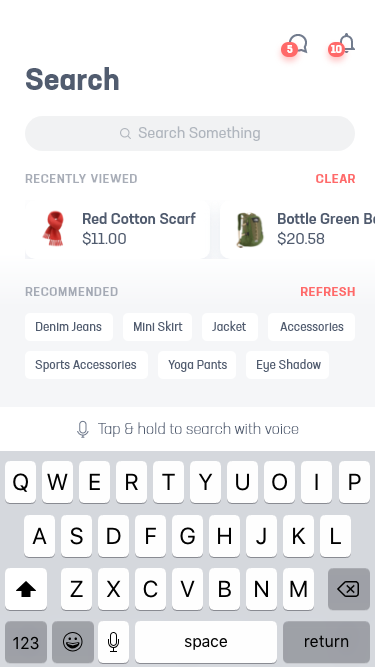 5 10
Search
Search Something
RECENTLY VIEWED CLEAR
Red Cotton Scarf Bottle Green Ba
$11.00 $20.58
RECOMMENDED REFRESH
Denim Jeans Mini Skirt Jacket Accessories
Sports Accessories Yoga Pants Eye Shadow
Tap & hold to search with voice
Q W E R T Y U O I P
A S D F G H J K L
Z X C V B N M
123 space return